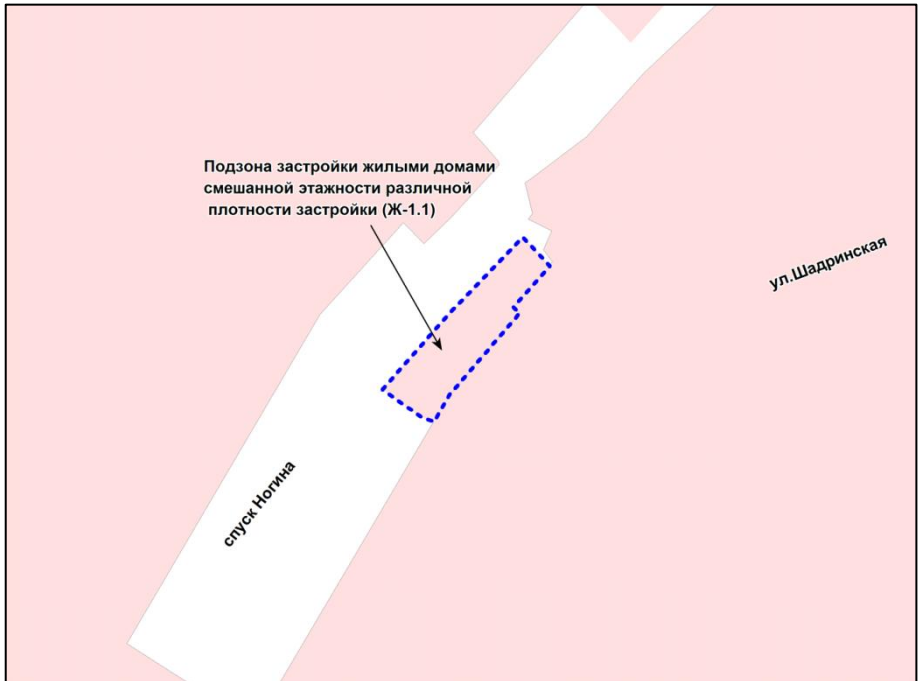 Подзона застройки жилыми домами
смешанной этажности различной
плотности застройки (Ж-1.1)
ул.Шадринская
спуск Ногина